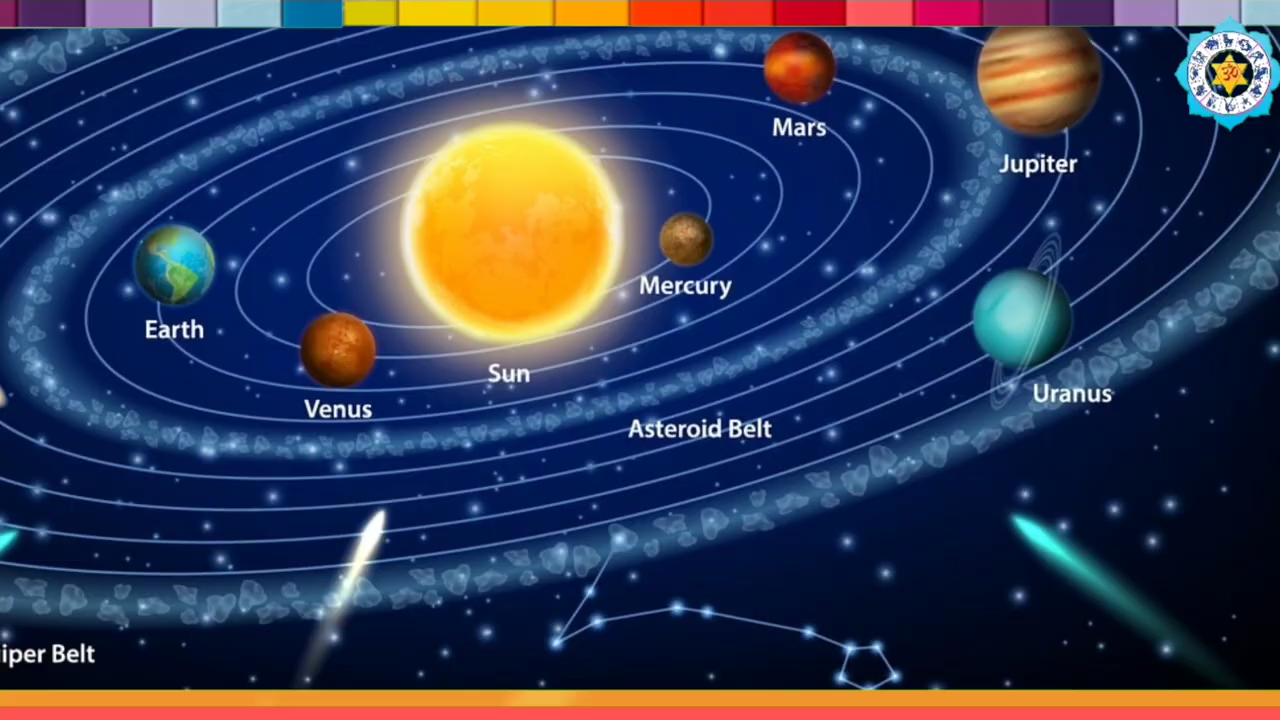 Mars
Jupiter
Mercury
Earth
Sun
Uranus
Venus
Asteroid Belt
iper Belt
ॐ